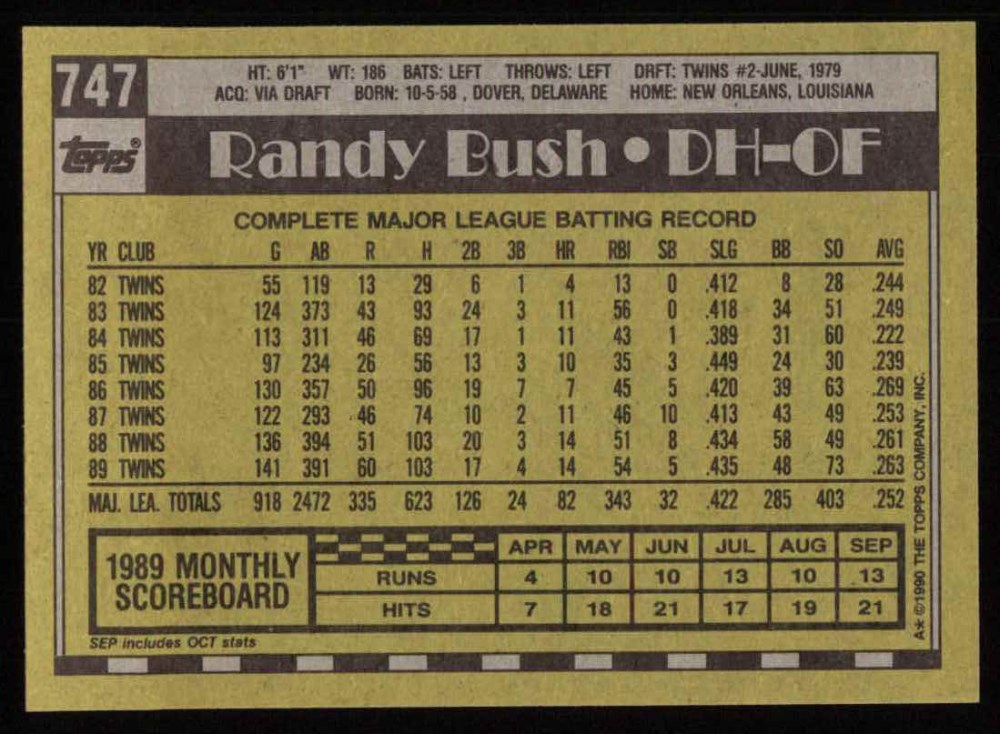 747
HT: 6'1" WT: 186 BATS: LEFT THROWS: LEFT DRFT: TWINS #2-JUNE, 1979
ACQ: VIA DRAFT BORN: 10-5-58 , DOVER, DELAWARE HOME: NEW ORLEANS, LOUISIANA
topps®
Randy Bush • DH-OF
COMPLETE MAJOR LEAGUE BATTING RECORD
YR CLUB G AB R H 2B 3B HR RBI SB SLG BB SO AVG
82 TWINS 55 119 13 29 6 1 4 13 0 .412 8 28 .244
83 TWINS 124 373 43 93 24 3 11 56 0 .418 34 51 .249
84 TWINS 113 311 46 69 17 1 11 43 1 .389 31 60 .222
85 TWINS 97 234 26 56 13 3 10 35 3 .449 24 30 .239
86 TWINS 130 357 50 96 19 7 7 45 5 .420 39 63 .269
87 TWINS 122 293 46 74 10 2 11 46 10 .413 43 49 .253
88 TWINS 136 394 51 103 20 3 14 51 8 .434 58 49 .261
89 TWINS 141 391 60 103 17 4 14 54 5 .435 48 73 .263
MAJ. LEA. TOTALS 918 2472 335 623 126 24 82 343 32 .422 285 403 .252
1989 MONTHLY
SCOREBOARD
APR MAY JUN JUL AUG SEP
RUNS 4 10 10 13 10 13
HITS 7 18 21 17 19 21
SEP includes OCT stats
A* ©1990 THE TOPPS COMPANY, INC.